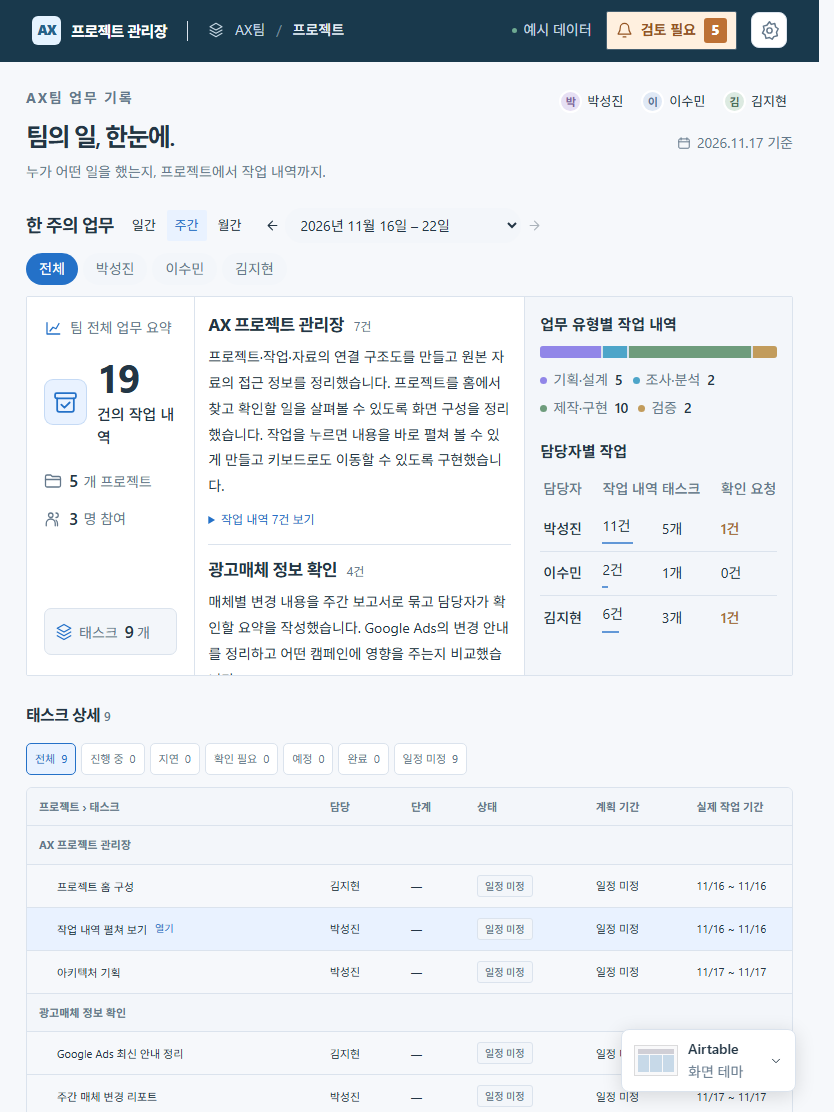 AX 프로젝트 관리장 AX팀 / 프로젝트 예시 데이터 검토 필요 5
AX팀 업무 기록
박 박성진 이 이수민 김 김지현
팀의 일, 한눈에.
2026.11.17 기준
누가 어떤 일을 했는지, 프로젝트에서 작업 내역까지.
한 주의 업무 일간 주간 월간 ← 2026년 11월 16일 – 22일 →
전체 박성진 이수민 김지현
팀 전체 업무 요약
19
건의 작업 내
역
5 개 프로젝트
3 명 참여
태스크 9 개
AX 프로젝트 관리장 7건
프로젝트·작업·자료의 연결 구조도를 만들고 원본 자
료의 접근 정보를 정리했습니다. 프로젝트를 홈에서
찾고 확인할 일을 살펴볼 수 있도록 화면 구성을 정리
했습니다. 작업을 누르면 내용을 바로 펼쳐 볼 수 있
게 만들고 키보드로도 이동할 수 있도록 구현했습니
다.
▶ 작업 내역 7건 보기
광고매체 정보 확인 4건
매체별 변경 내용을 주간 보고서로 묶고 담당자가 확
인할 요약을 작성했습니다. Google Ads의 변경 안내
를 정리하고 어떤 캠페인에 영향을 주는지 비교했습
업무 유형별 작업 내역
기획·설계 5 조사·분석 2
제작·구현 10 검증 2
담당자별 작업
담당자 작업 내역 태스크 확인 요청
박성진 11건 5개 1건
이수민 2건 1개 0건
김지현 6건 3개 1건
태스크 상세 9
전체 9 진행 중 0 지연 0 확인 필요 0 예정 0 완료 0 일정 미정 9
프로젝트 › 태스크 담당 단계 상태 계획 기간 실제 작업 기간
AX 프로젝트 관리장
프로젝트 홈 구성 김지현 — 일정 미정 일정 미정 11/16 ~ 11/16
작업 내역 펼쳐 보기 열기 박성진 — 일정 미정 일정 미정 11/16 ~ 11/16
아키텍처 기획 박성진 — 일정 미정 일정 미정 11/17 ~ 11/17
광고매체 정보 확인
Google Ads 최신 안내 정리 김지현 — 일정 미정 일정
주간 매체 변경 리포트 박성진 — 일정 미정 일정 미정 11/17 ~ 11/17
Airtable
화면 테마